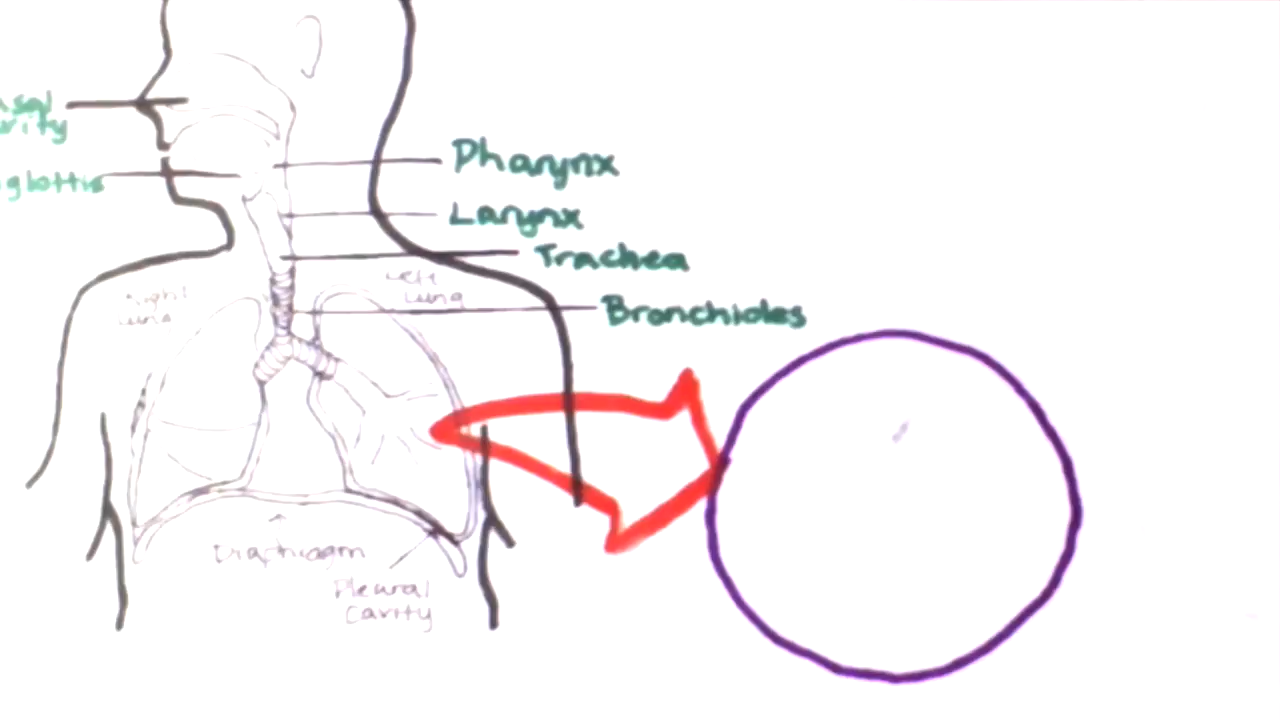 Pharynx
Larynx
Trachea
Left
lung
Right
lung
Bronchioles
Diaphragm
Pleural
Cavity